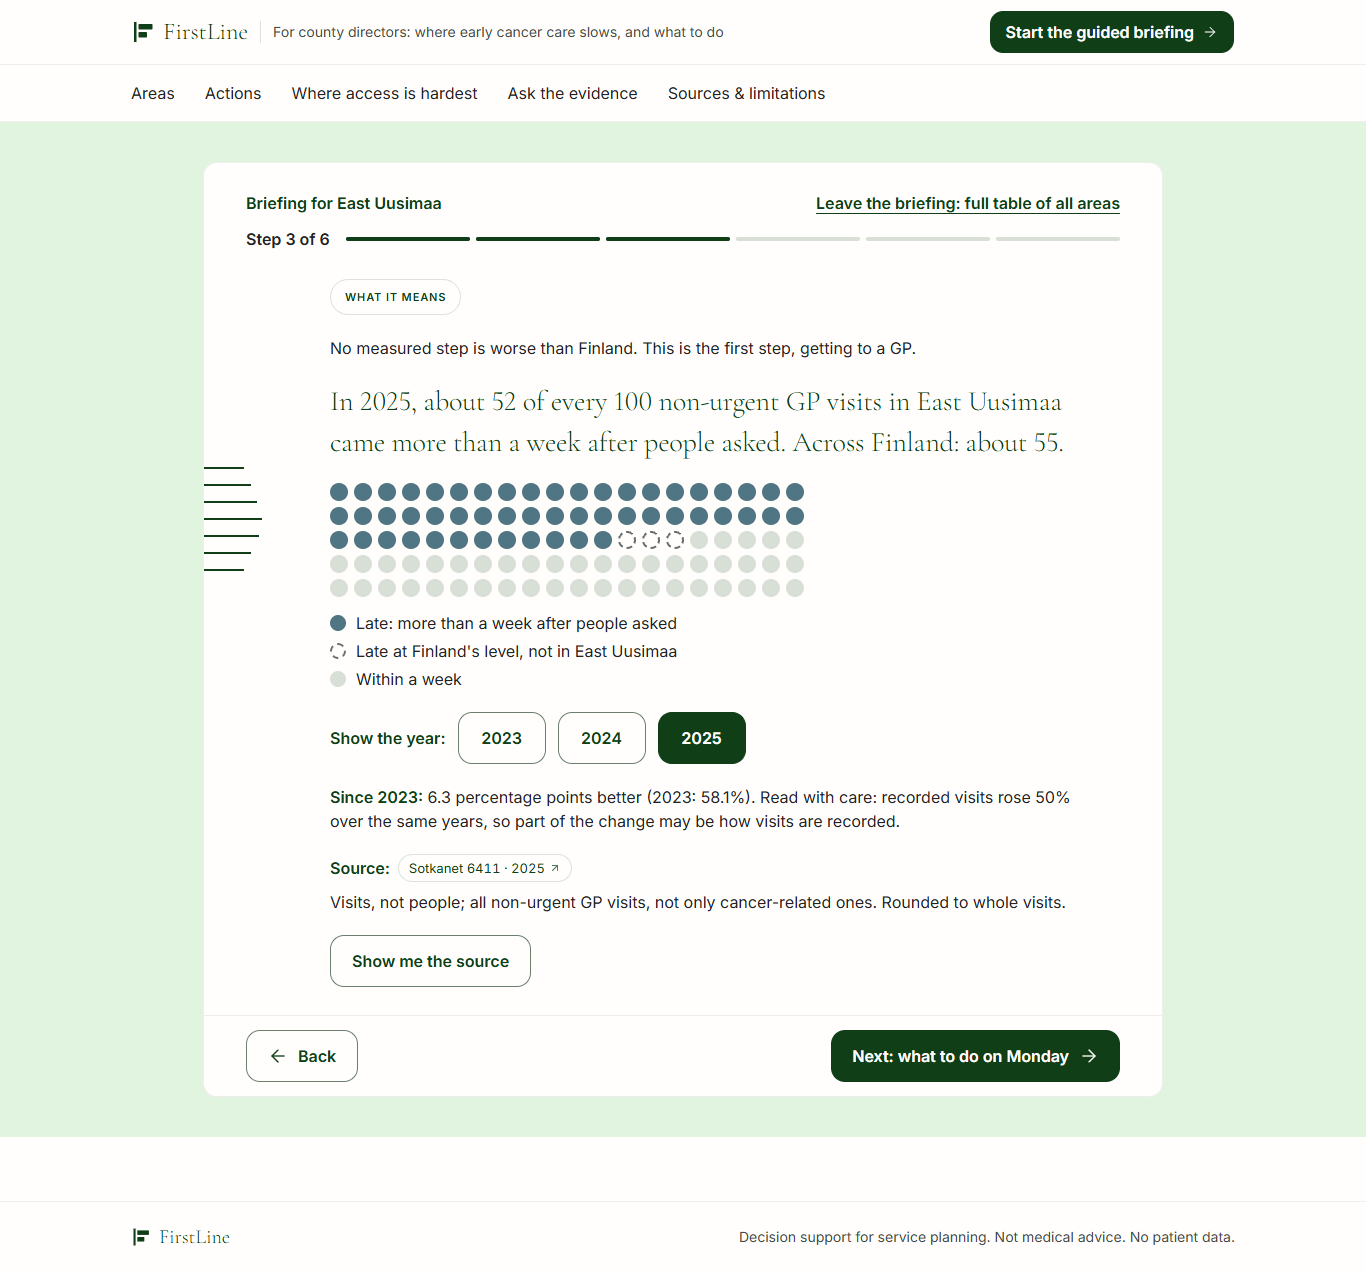 FirstLine
For county directors: where early cancer care slows, and what to do
Start the guided briefing →
Areas
Actions
Where access is hardest
Ask the evidence
Sources & limitations
Briefing for East Uusimaa
Leave the briefing: full table of all areas
Step 3 of 6
WHAT IT MEANS
No measured step is worse than Finland. This is the first step, getting to a GP.
In 2025, about 52 of every 100 non-urgent GP visits in East Uusimaa
came more than a week after people asked. Across Finland: about 55.
Late: more than a week after people asked
Late at Finland's level, not in East Uusimaa
Within a week
Show the year:
2023
2024
2025
Since 2023: 6.3 percentage points better (2023: 58.1%). Read with care: recorded visits rose 50%
over the same years, so part of the change may be how visits are recorded.
Source:
Sotkanet 6411 · 2025 ↗
Visits, not people; all non-urgent GP visits, not only cancer-related ones. Rounded to whole visits.
Show me the source
← Back
Next: what to do on Monday →
FirstLine
Decision support for service planning. Not medical advice. No patient data.